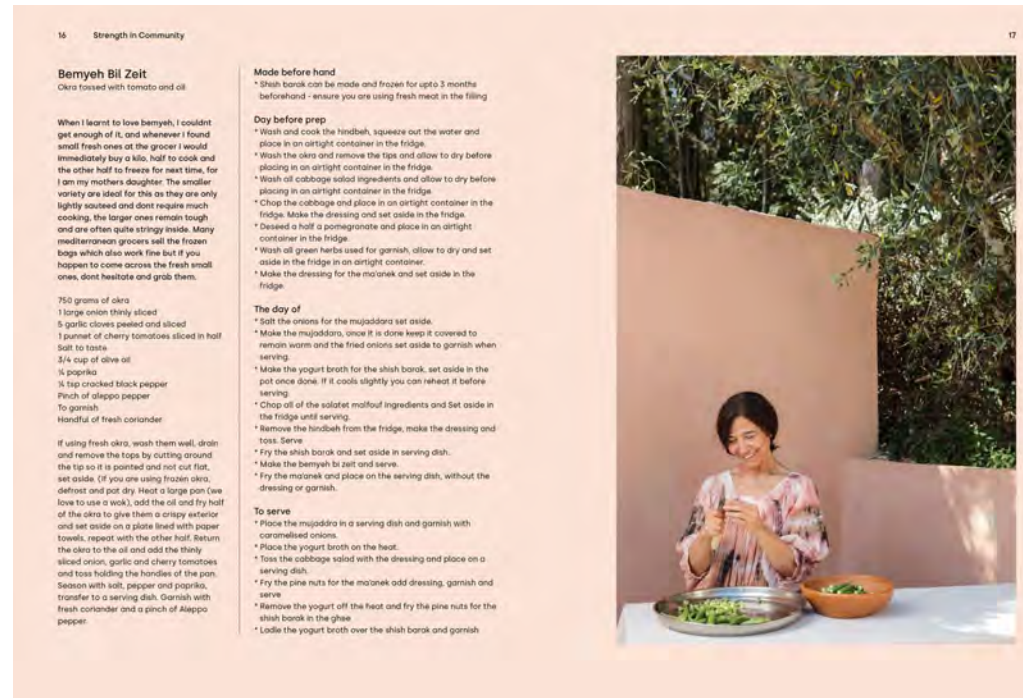 16
Strength in Community
17
Bemyeh Bil Zeit
Okra tossed with tomato and oil
When I learnt to love bemyeh, I couldnt
get enough of it, and whenever I found
small fresh ones at the grocer I would
immediately buy a kilo, half to cook and
the other half to freeze for next time, for
I am my mothers daughter. The smaller
variety are ideal for this as they are only
lightly sauteed and dont require much
cooking, the larger ones remain tough
and are often quite stringy inside. Many
mediterranean grocers sell the frozen
bags which also work fine but if you
happen to come across the fresh small
ones, dont hesitate and grab them.
750 grams of okra
1 large onion thinly sliced
5 garlic cloves peeled and sliced
1 punnet of cherry tomatoes sliced in half
Salt to taste
3/4 cup of olive oil
¼ paprika
¼ tsp cracked black pepper
Pinch of aleppo pepper
To garnish
Handful of fresh coriander
If using fresh okra, wash them well, drain
and remove the tops by cutting around
the tip so it is pointed and not cut flat,
set aside. (If you are using frozen okra,
defrost and pat dry. Heat a large pan (we
love to use a wok), add the oil and fry half
of the okra to give them a crispy exterior
and set aside on a plate lined with paper
towels, repeat with the other half. Return
the okra to the oil and add the thinly
sliced onion, garlic and cherry tomatoes
and toss holding the handles of the pan.
Season with salt, pepper and paprika,
transfer to a serving dish. Garnish with
fresh coriander and a pinch of Aleppo
pepper.
Made before hand
* Shish barak can be made and frozen for upto 3 months
beforehand - ensure you are using fresh meat in the filling
Day before prep
* Wash and cook the hindbeh, squeeze out the water and
place in an airtight container in the fridge.
* Wash the okra and remove the tips and allow to dry before
placing in an airtight container in the fridge.
* Wash all cabbage salad ingredients and allow to dry before
placing in an airtight container in the fridge.
* Chop the cabbage and place in an airtight container in the
fridge. Make the dressing and set aside in the fridge.
* Deseed a half a pomegranate and place in an airtight
container in the fridge.
* Wash all green herbs used for garnish, allow to dry and set
aside in the fridge in an airtight container.
* Make the dressing for the ma'anek and set aside in the
fridge.
The day of
* Salt the onions for the mujaddara set aside.
* Make the mujaddara, once it is done keep it covered to
remain warm and the fried onions set aside to garnish when
serving.
* Make the yogurt broth for the shish barak, set aside in the
pot once done. If it cools slightly you can reheat it before
serving.
* Chop all of the salatet malfouf ingredients and Set aside in
the fridge until serving.
* Remove the hindbeh from the fridge, make the dressing and
toss. Serve
* Fry the shish barak and set aside in serving dish.
* Make the bemyeh bi zeit and serve.
* Fry the ma'anek and place on the serving dish, without the
dressing or garnish.
To serve
* Place the mujaddra in a serving dish and garnish with
caramelised onions.
* Place the yogurt broth on the heat.
* Toss the cabbage salad with the dressing and place on a
serving dish.
* Fry the pine nuts for the ma'anek add dressing, garnish and
serve
* Remove the yogurt off the heat and fry the pine nuts for the
shish barak in the ghee
* Ladle the yogurt broth over the shish barak and garnish